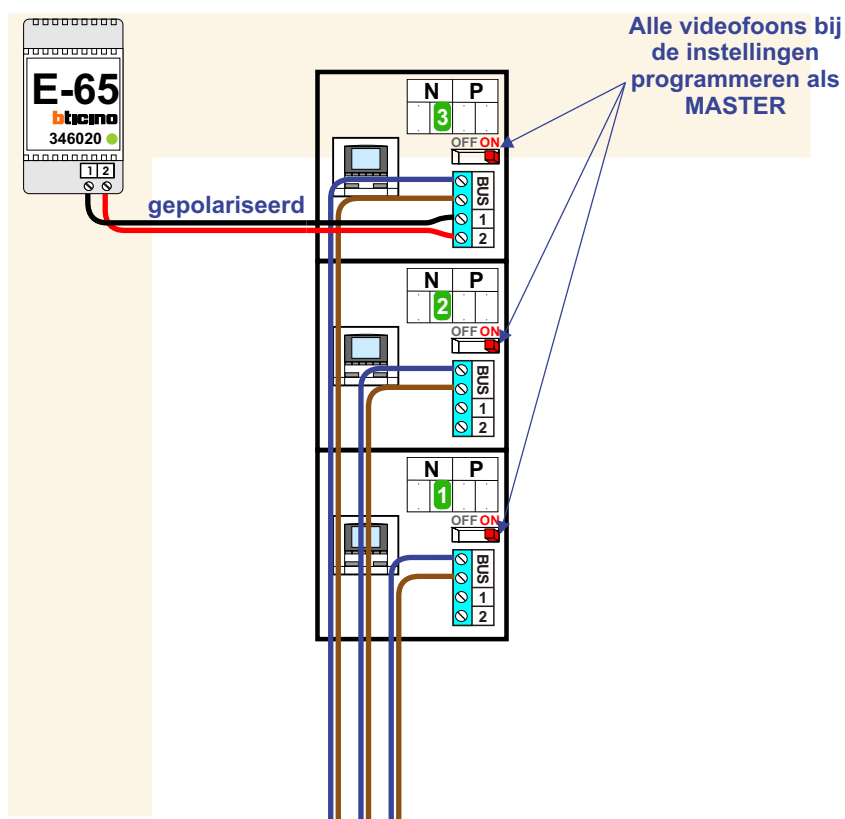 Alle videofoons bij
de instellingen
programmeren als
MASTER
E-65
bticino
346020
1 2
gepolariseerd
N P
3
OFF ON
BUS
1
2
N P
2
OFF ON
BUS
1
2
N P
1
OFF ON
BUS
1
2